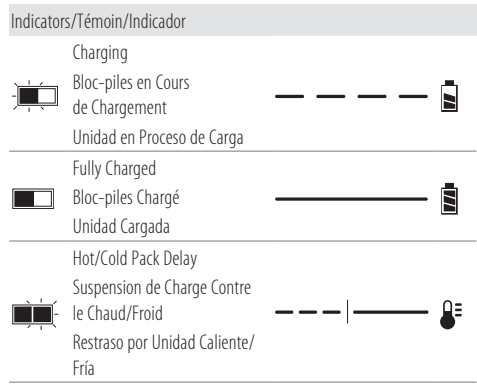 Indicators/Témoin/Indicador
Charging
Bloc-piles en Cours
de Chargement
Unidad en Proceso de Carga
Fully Charged
Bloc-piles Chargé
Unidad Cargada
Hot/Cold Pack Delay
Suspension de Charge Contre
le Chaud/Froid
Restraso por Unidad Caliente/
Fría